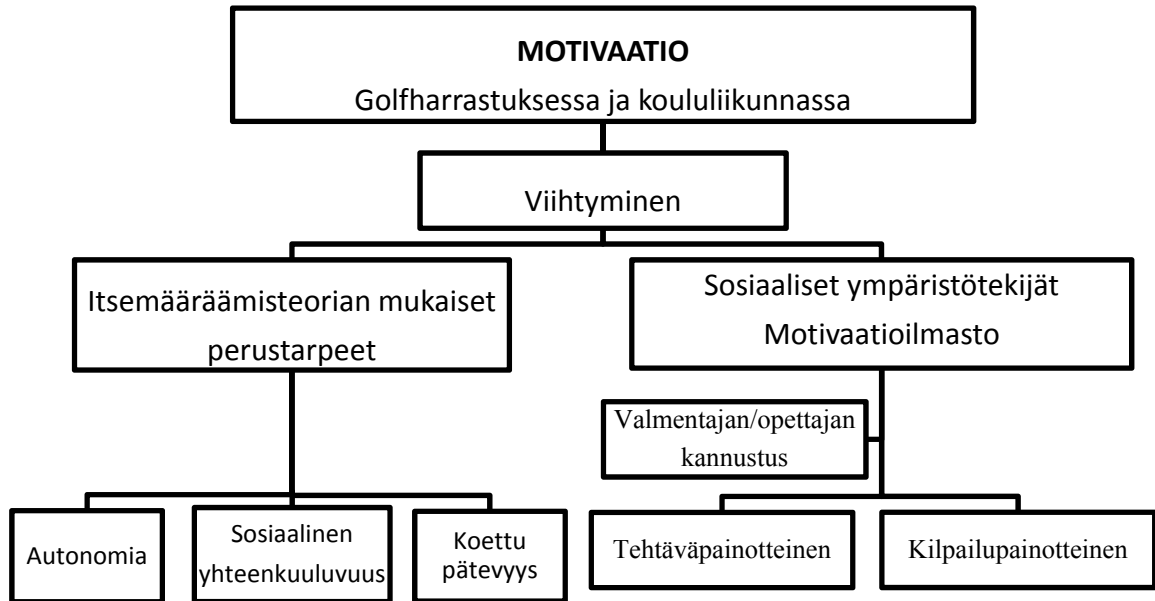 MOTIVAATIO
Golfharrastuksessa ja koululiikunnassa
Viihtyminen
Itsemääräämisteorian mukaiset
perustarpeet
Sosiaaliset ympäristötekijät
Motivaatioilmasto
Valmentajan/opettajan
kannustus
Autonomia
Sosiaalinen
yhteenkuuluvuus
Koettu
pätevyys
Tehtäväpainotteinen
Kilpailupainotteinen